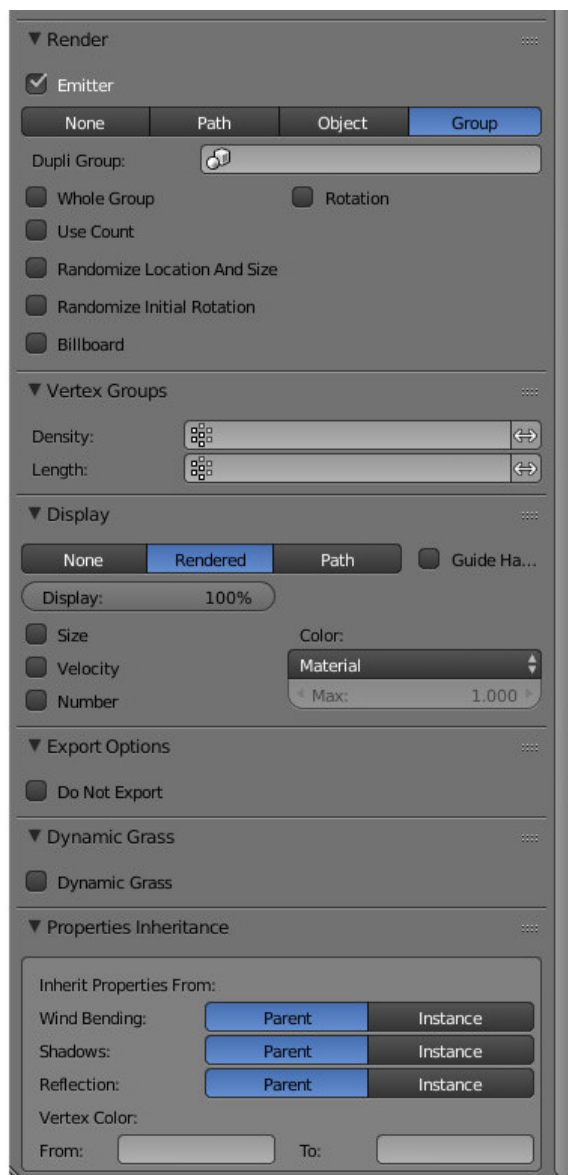 Render
Emitter
None Path Object Group
Dupli Group:
Whole Group Rotation
Use Count
Randomize Location And Size
Randomize Initial Rotation
Billboard
Vertex Groups
Density:
Length:
Display
None Rendered Path Guide Ha...
Display: 100%
Size Color:
Velocity Material
Number Max: 1.000
Export Options
Do Not Export
Dynamic Grass
Dynamic Grass
Properties Inheritance
Inherit Properties From:
Wind Bending: Parent Instance
Shadows: Parent Instance
Reflection: Parent Instance
Vertex Color:
From: To: